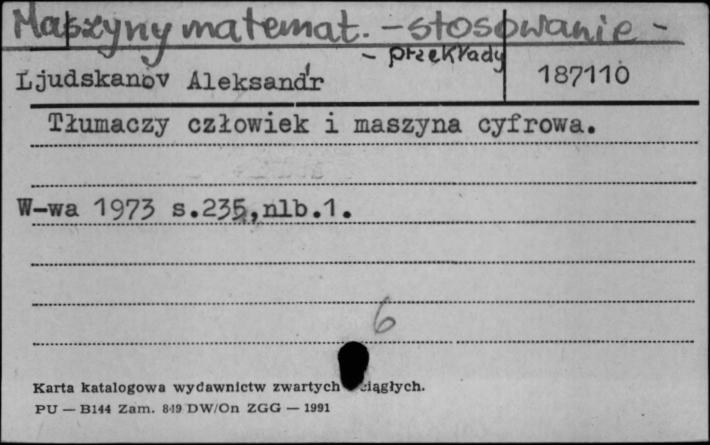 Maszyny matemat. - stosowanie -
- przekłady
Ljudskanov Aleksandr
187110
Tłumaczy człowiek i maszyna cyfrowa.
W-wa 1973 s.235,nlb.1.
6
Karta katalogowa wydawnictw zwartych ciągłych.
PU — B144 Zam. 849 DW/On ZGG — 1991